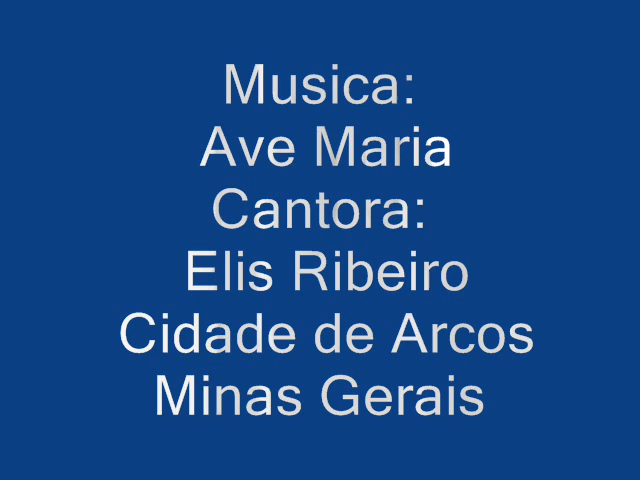 Musica:
Ave Maria
Cantora:
Elis Ribeiro
Cidade de Arcos
Minas Gerais